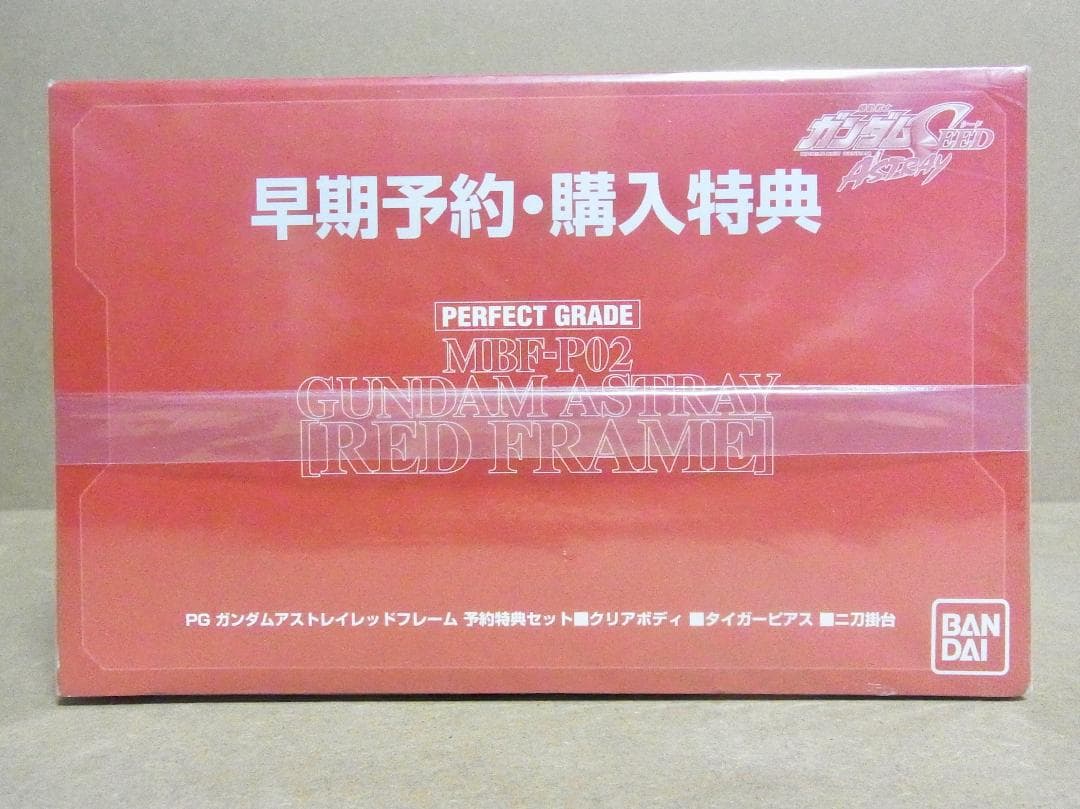 ガンダムSEED
ASTRAY
早期予約・購入特典
PERFECT GRADE
MBF-P02
GUNDAM ASTRAY
[RED FRAME]
PG ガンダムアストレイレッドフレーム 予約特典セット■クリアボディ ■タイガーピアス ■二刀掛台
BAN
DAI